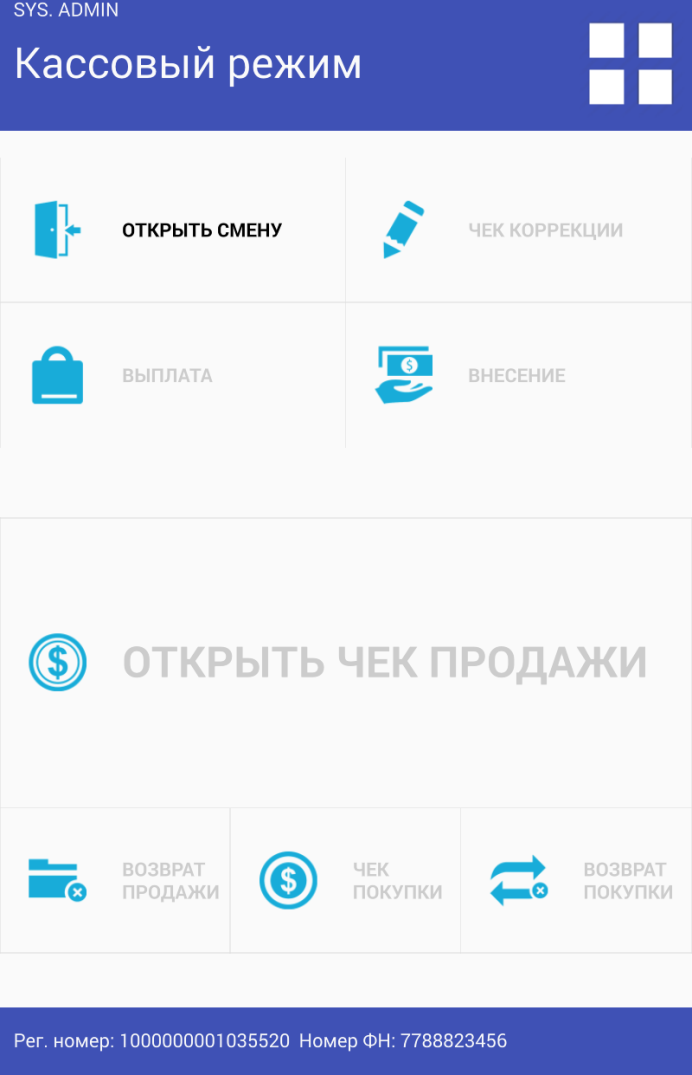 SYS. ADMIN
Кассовый режим
ОТКРЫТЬ СМЕНУ
ЧЕК КОРРЕКЦИИ
ВЫПЛАТА
ВНЕСЕНИЕ
ОТКРЫТЬ ЧЕК ПРОДАЖИ
ВОЗВРАТ
ПРОДАЖИ
ЧЕК
ПОКУПКИ
ВОЗВРАТ
ПОКУПКИ
Рег. номер: 1000000001035520 Номер ФН: 7788823456